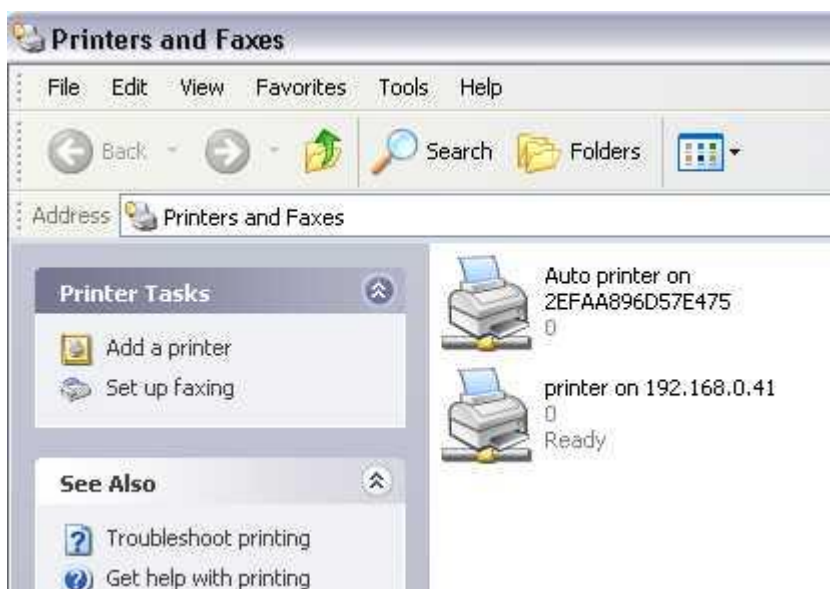 Printers and Faxes
File Edit View Favorites Tools Help
Back Search Folders
Address Printers and Faxes
Printer Tasks
Add a printer
Set up faxing
See Also
Troubleshoot printing
Get help with printing
Auto printer on
2EFAA896D57E475
0
printer on 192.168.0.41
0
Ready